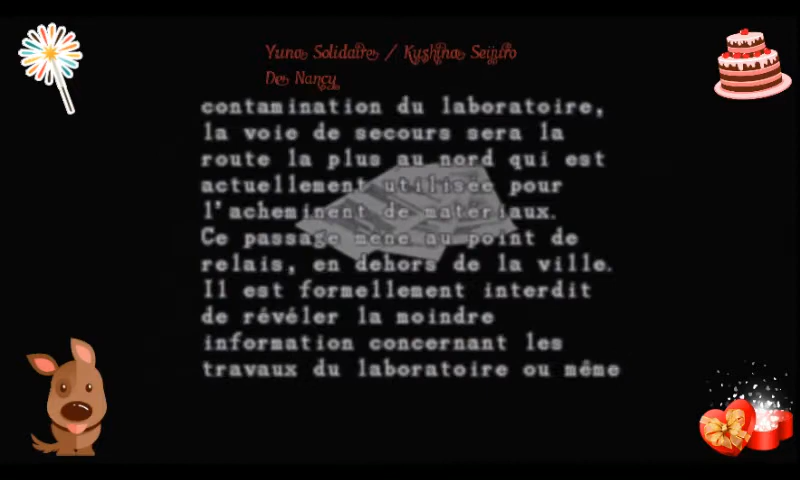 Yuna Solidaire / Kushina Seijiro
De Nancy
contamination du laboratoire,
la voie de secours sera la
route la plus au nord qui est
actuellement utilisée pour
l'acheminent de matériaux.
Ce passage mène au point de
relais, en dehors de la ville.
Il est formellement interdit
de révéler la moindre
information concernant les
travaux du laboratoire ou même